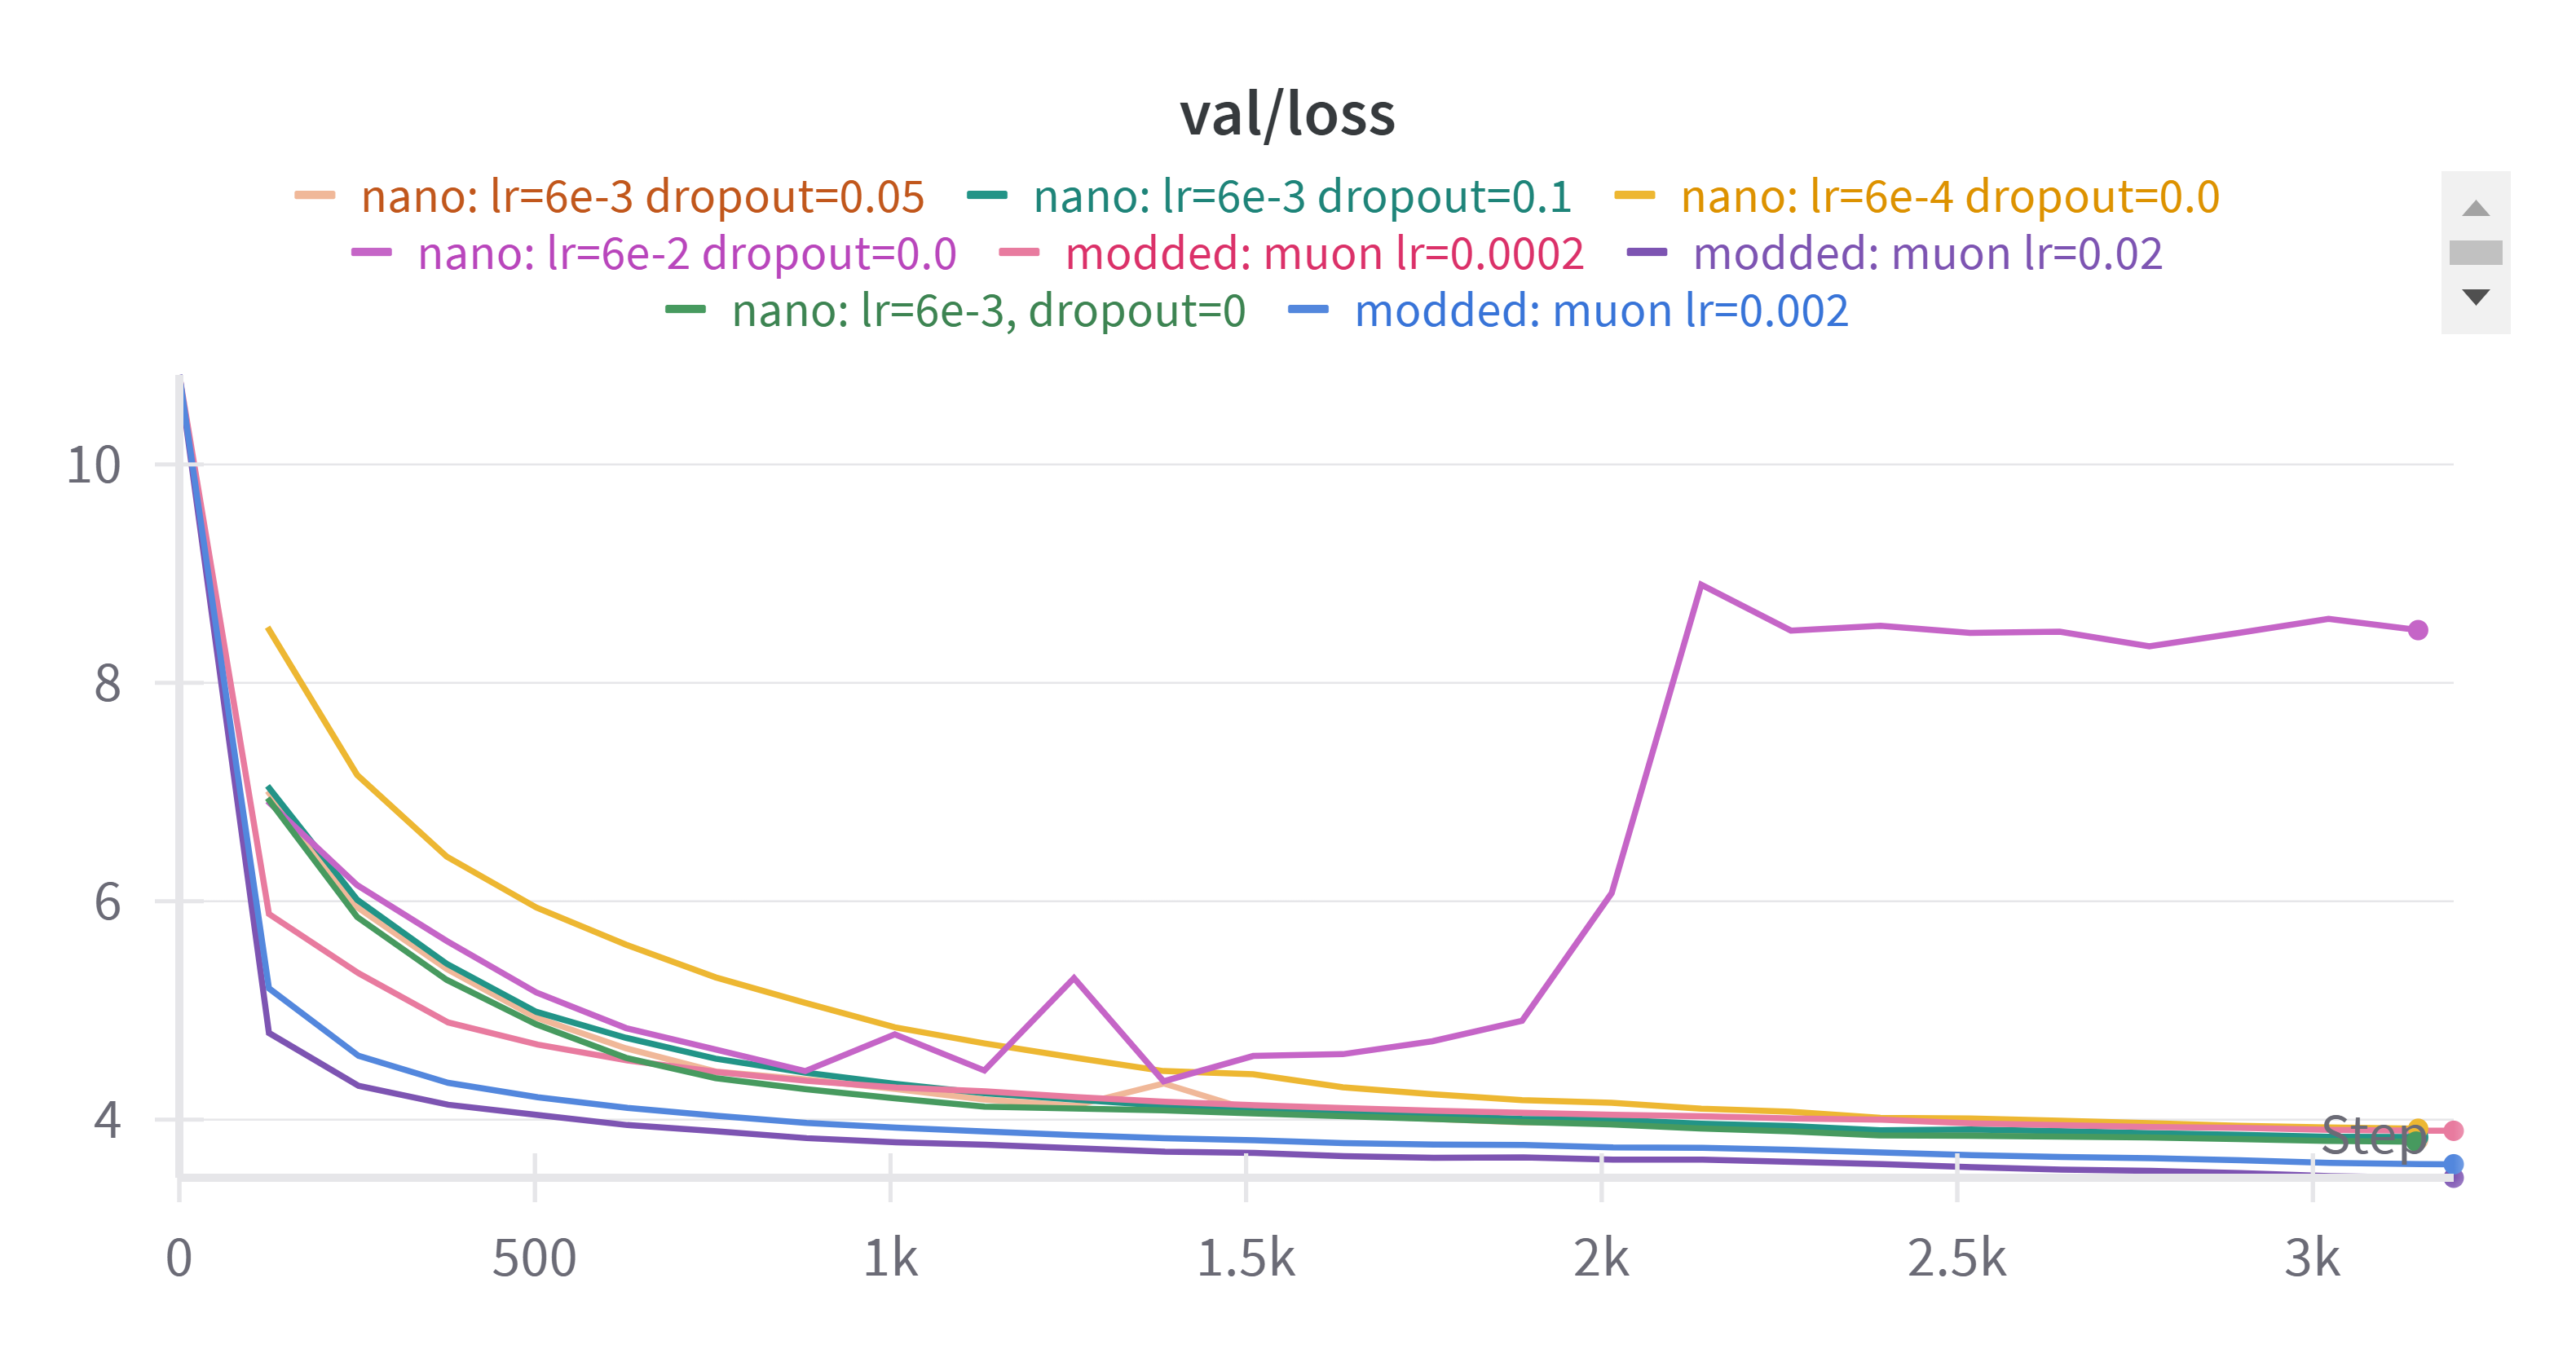 val/loss
nano: lr=6e-3 dropout=0.05 nano: lr=6e-3 dropout=0.1 nano: lr=6e-4 dropout=0.0
nano: lr=6e-2 dropout=0.0 modded: muon lr=0.0002 modded: muon lr=0.02
nano: lr=6e-3, dropout=0 modded: muon lr=0.002
10
8
6
4
Step
0 500 1k 1.5k 2k 2.5k 3k